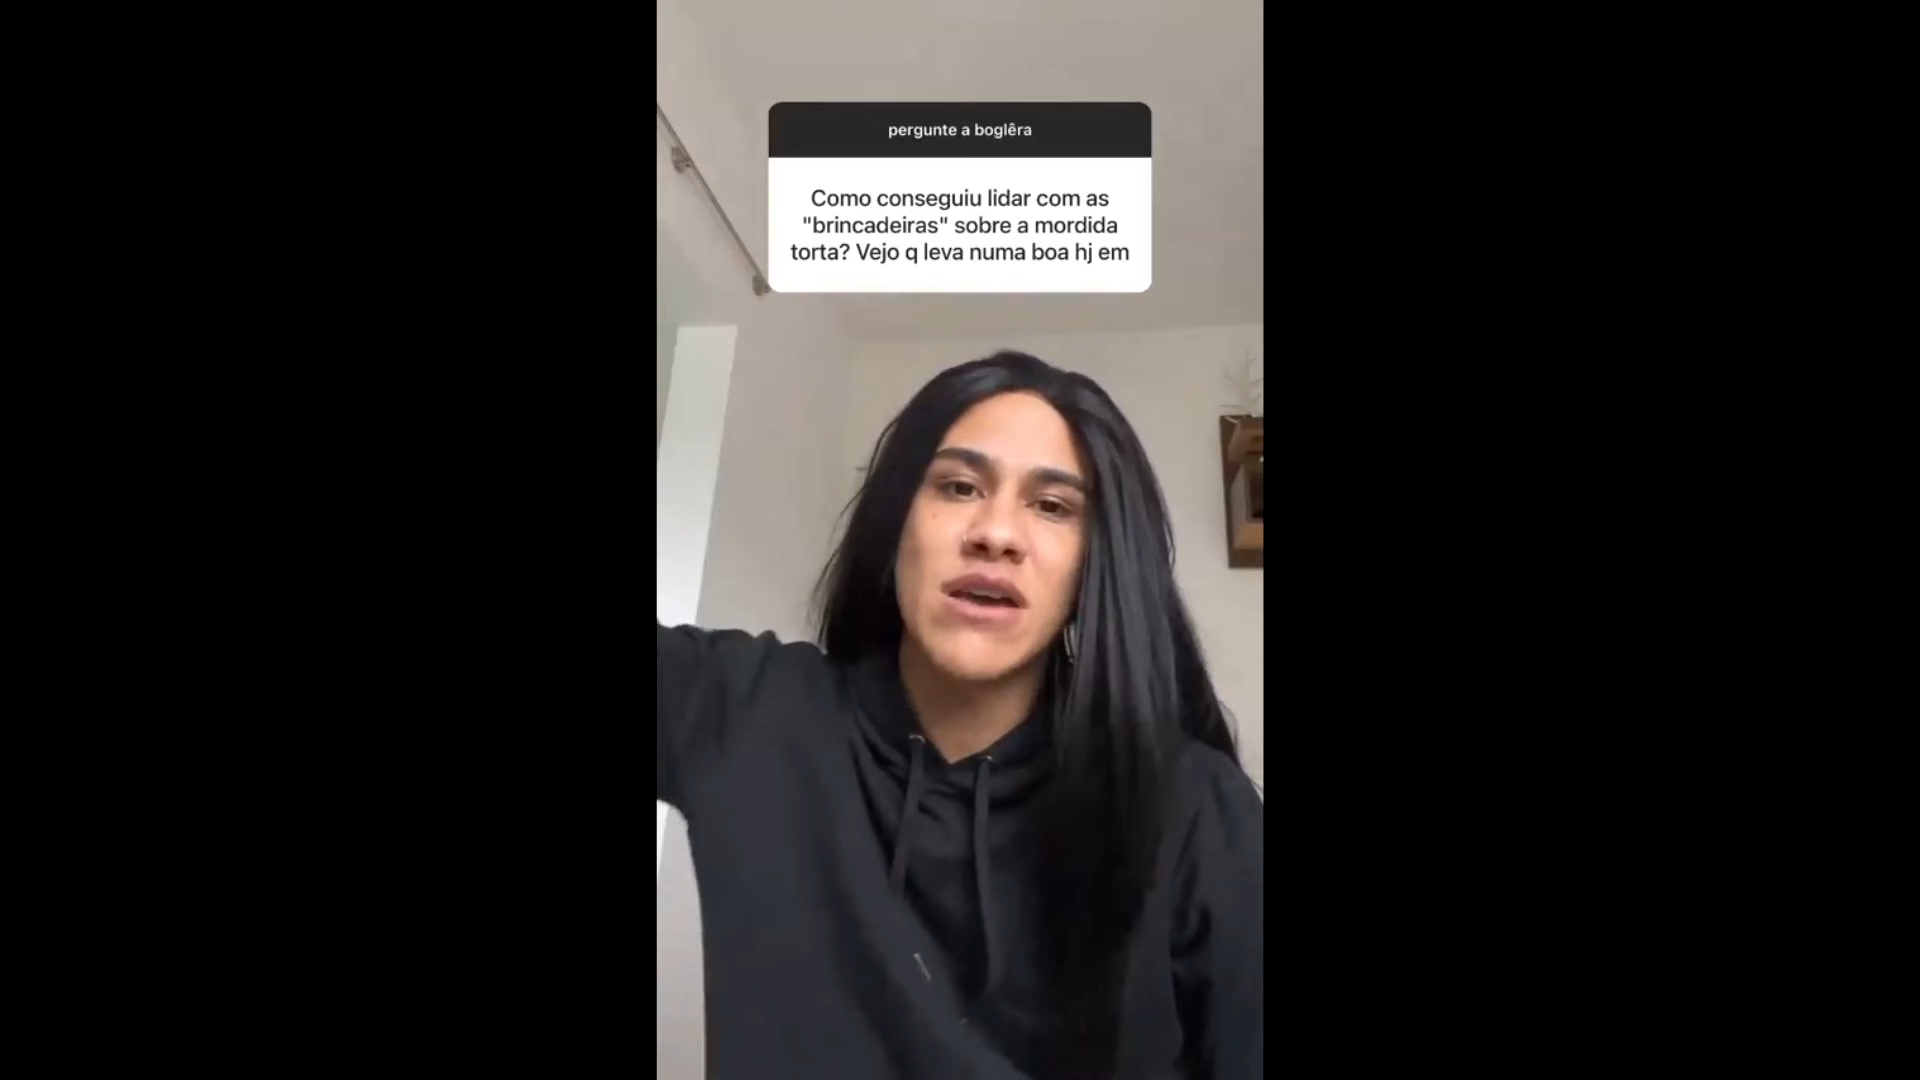 pergunte a boglêra
Como conseguiu lidar com as
"brincadeiras" sobre a mordida
torta? Vejo q leva numa boa hj em